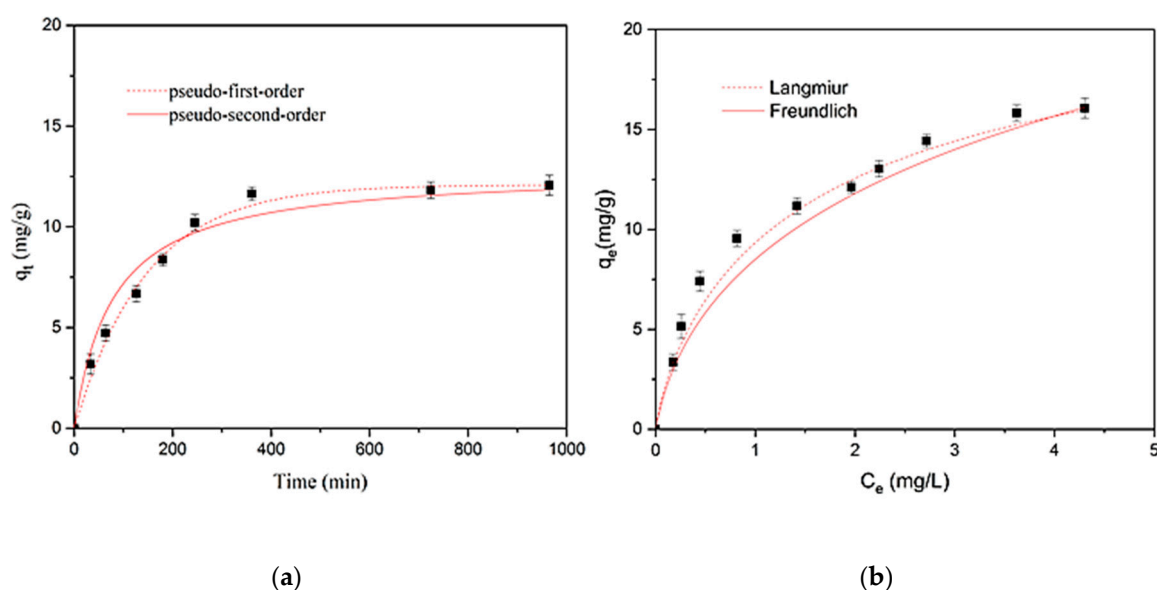 20
15
10
5
0
q_t (mg/g)
pseudo-first-order
pseudo-second-order
0 200 400 600 800 1000
Time (min)
(a)
20
15
10
5
0
q_e(mg/g)
Langmiur
Freundlich
0 1 2 3 4 5
C_e (mg/L)
(b)